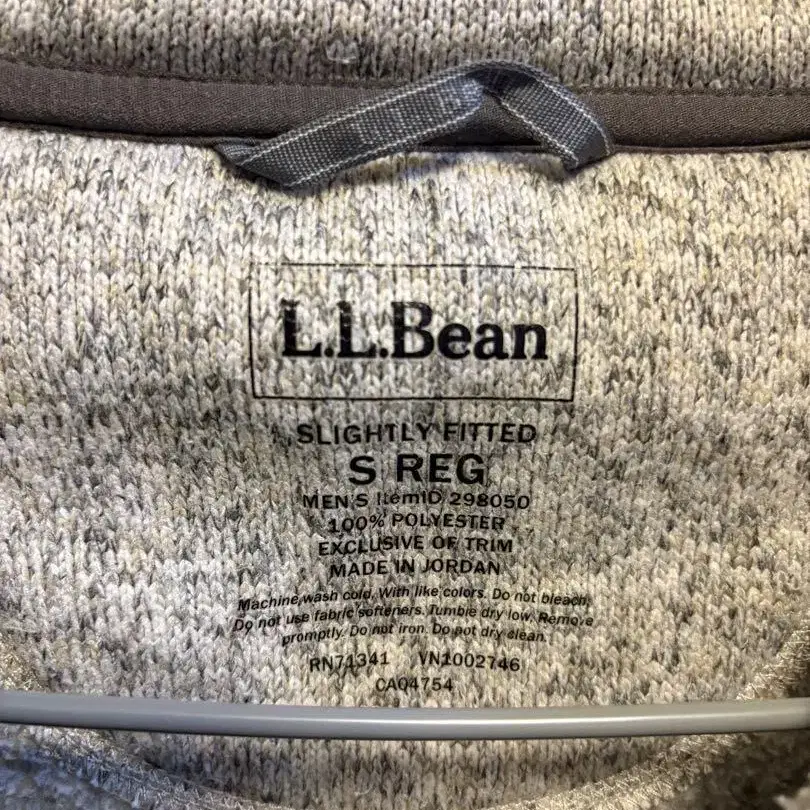 L.L.Bean
SLIGHTLY FITTED
S REG
MEN'S ItemID 298050
100% POLYESTER
EXCLUSIVE OF TRIM
MADE IN JORDAN
Machine wash cold, With like colors. Do not bleach.
Do not use fabric softeners. Tumble dry low. Remove
promptly. Do not iron. Do not dry clean.
RN71341 VN1002746
CA04754